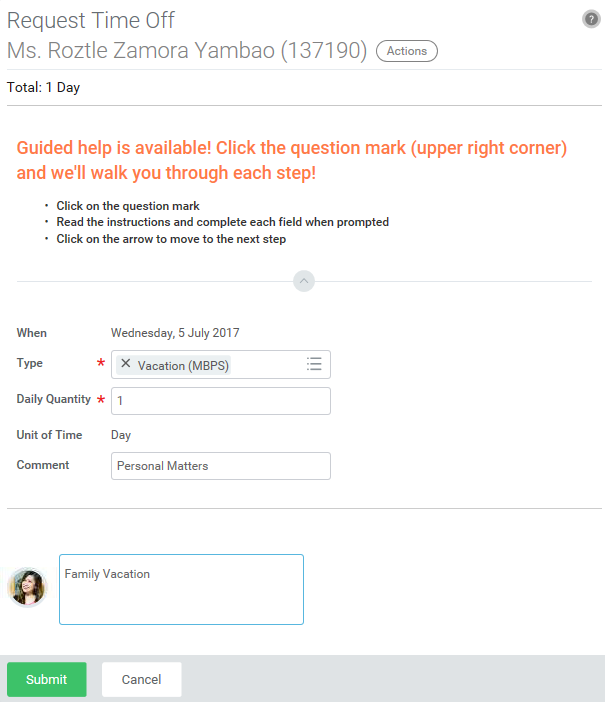 Request Time Off
?
Ms. Roztle Zamora Yambao (137190) Actions
Total: 1 Day
Guided help is available! Click the question mark (upper right corner)
and we'll walk you through each step!
• Click on the question mark
• Read the instructions and complete each field when prompted
• Click on the arrow to move to the next step
When Wednesday, 5 July 2017
Type * × Vacation (MBPS)
Daily Quantity * 1
Unit of Time Day
Comment Personal Matters
Family Vacation
Submit Cancel